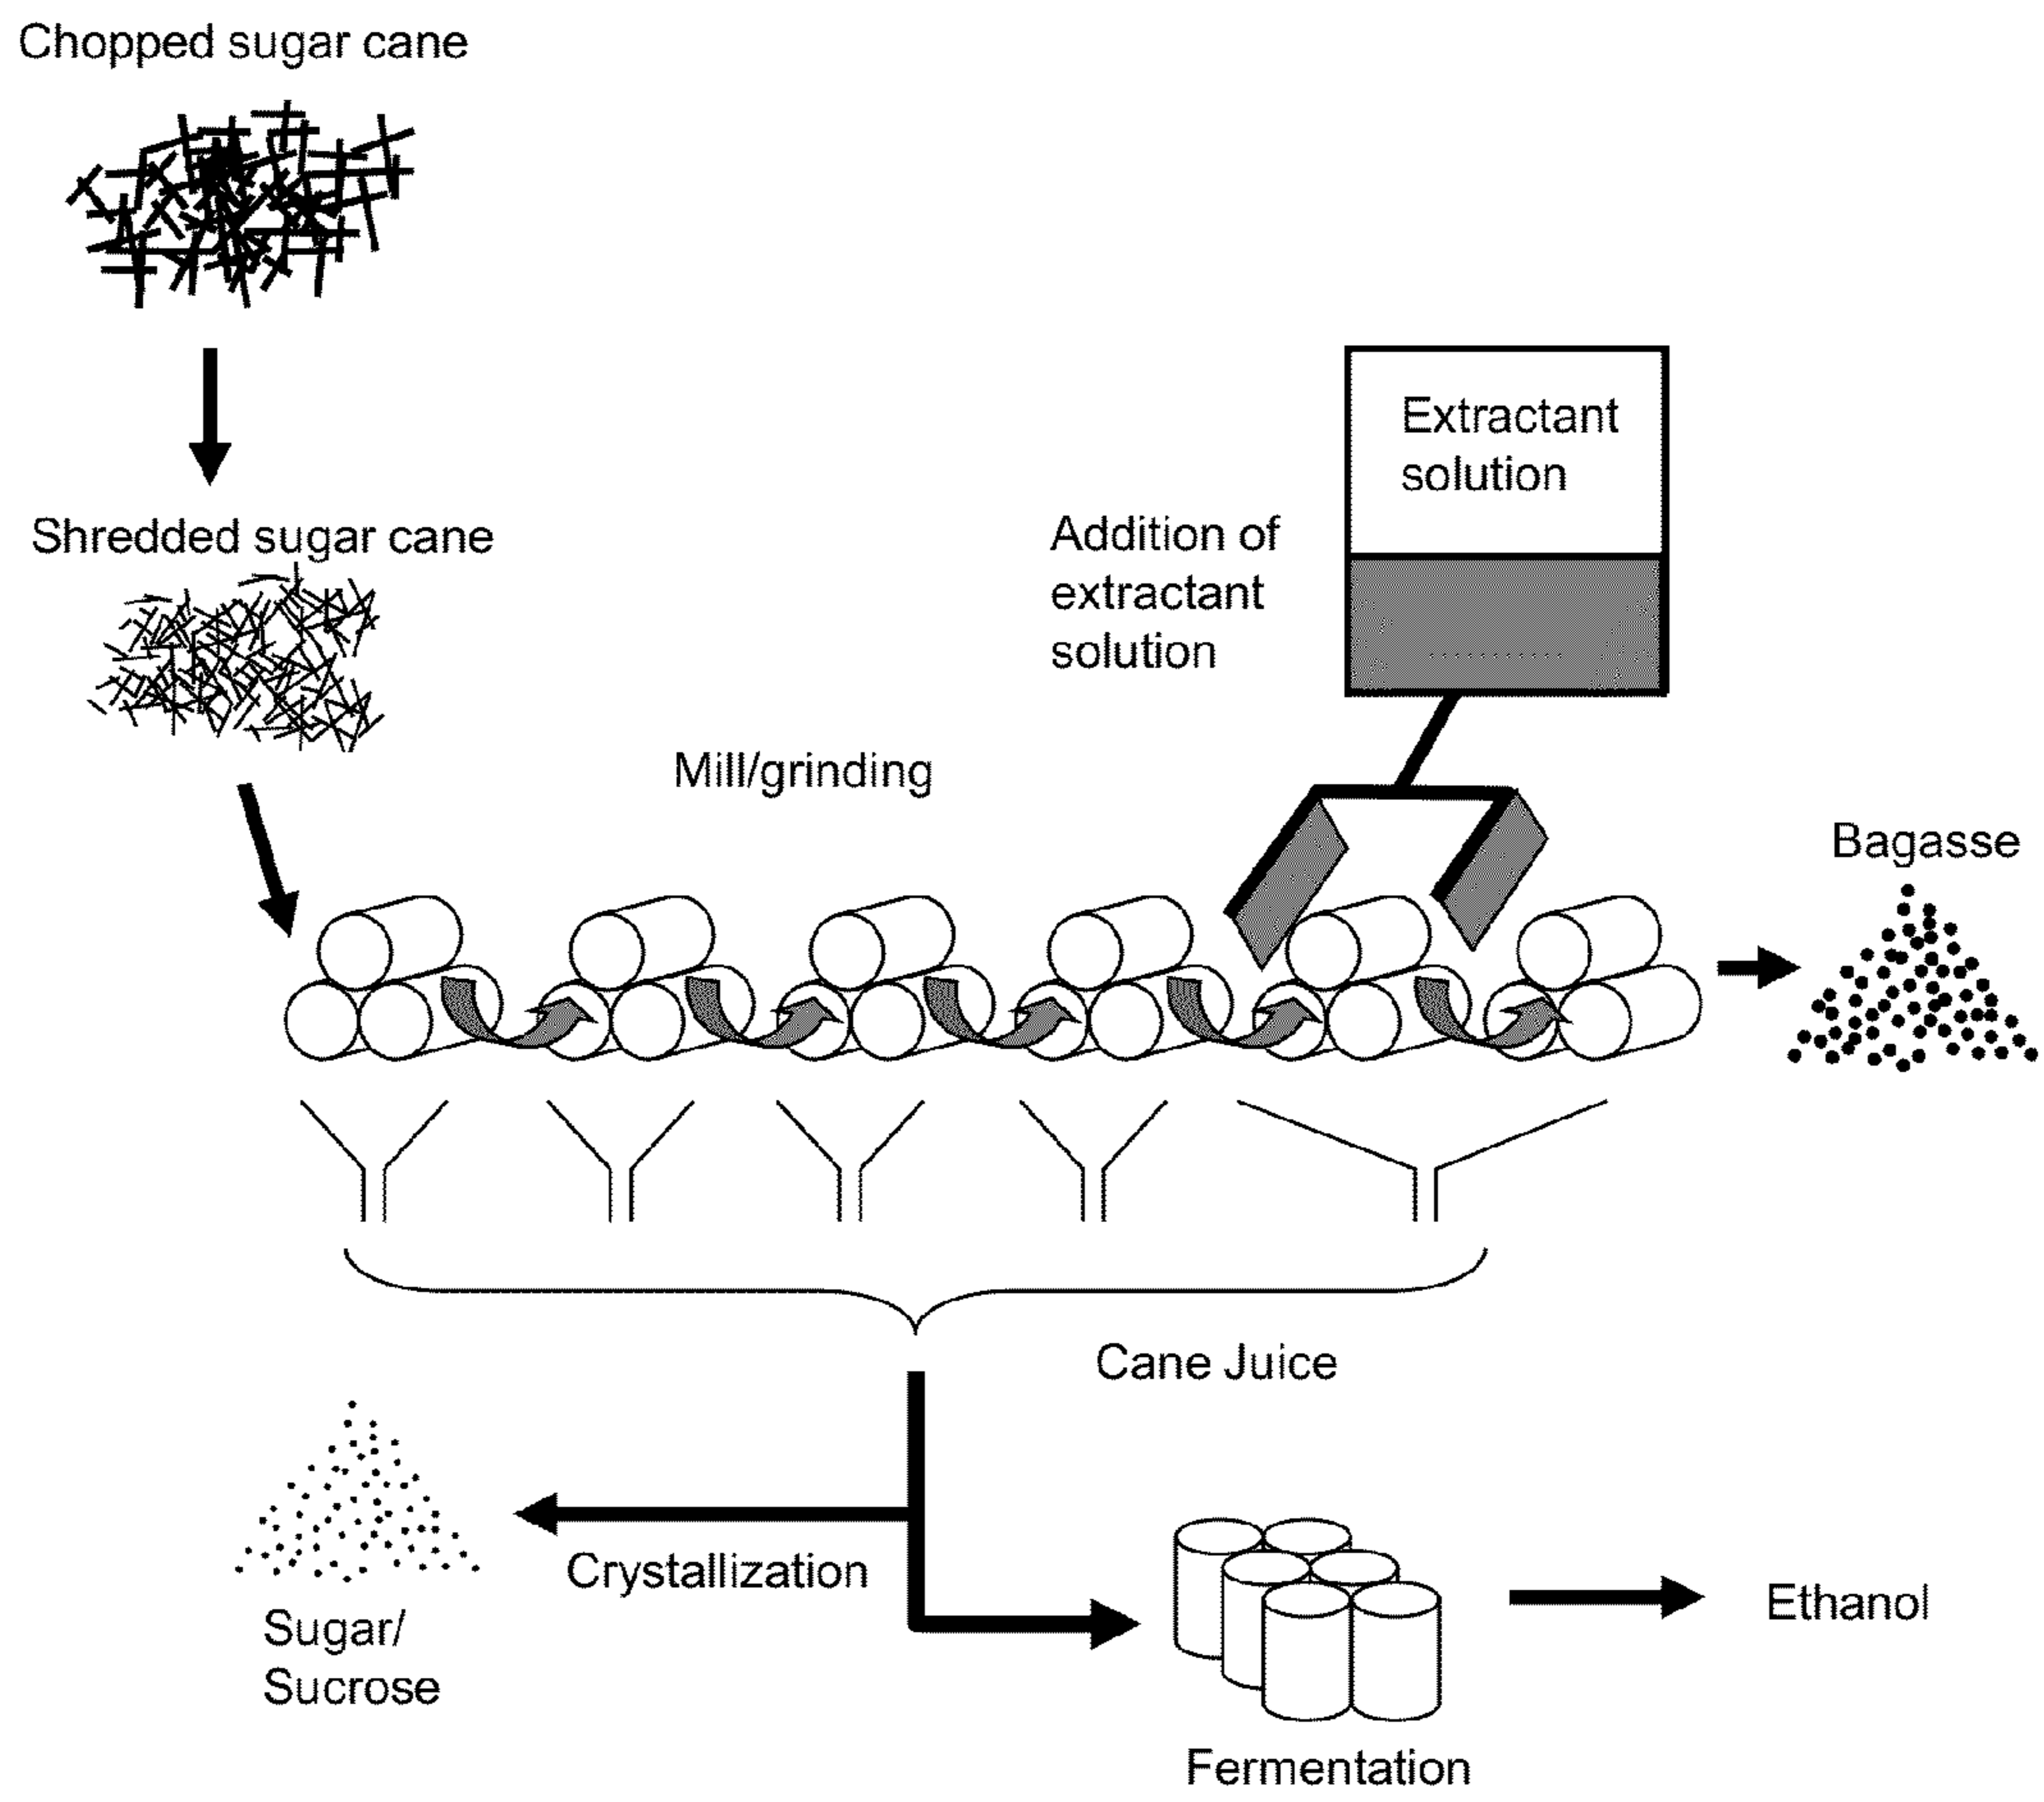 Chopped sugar cane
Shredded sugar cane
Extractant
solution
Addition of
extractant
solution
Mill/grinding
Bagasse
Cane Juice
Crystallization
Sugar/
Sucrose
Ethanol
Fermentation